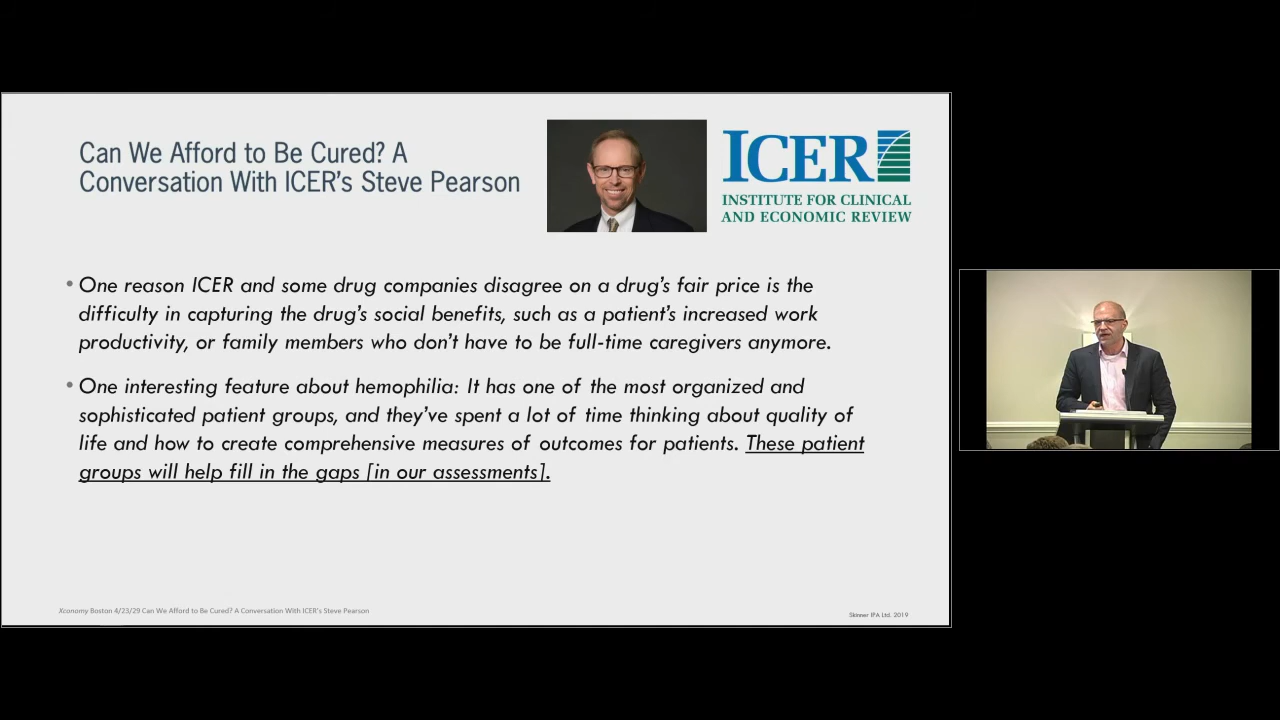 Can We Afford to Be Cured? A
Conversation With ICER's Steve Pearson
ICER
INSTITUTE FOR CLINICAL
AND ECONOMIC REVIEW
• One reason ICER and some drug companies disagree on a drug's fair price is the
difficulty in capturing the drug's social benefits, such as a patient's increased work
productivity, or family members who don't have to be full-time caregivers anymore.
• One interesting feature about hemophilia: It has one of the most organized and
sophisticated patient groups, and they've spent a lot of time thinking about quality of
life and how to create comprehensive measures of outcomes for patients. These patient
groups will help fill in the gaps [in our assessments].
Xconomy Boston 4/23/29 Can We Afford to Be Cured? A Conversation With ICER's Steve Pearson
Skinner IPA Ltd. 2019